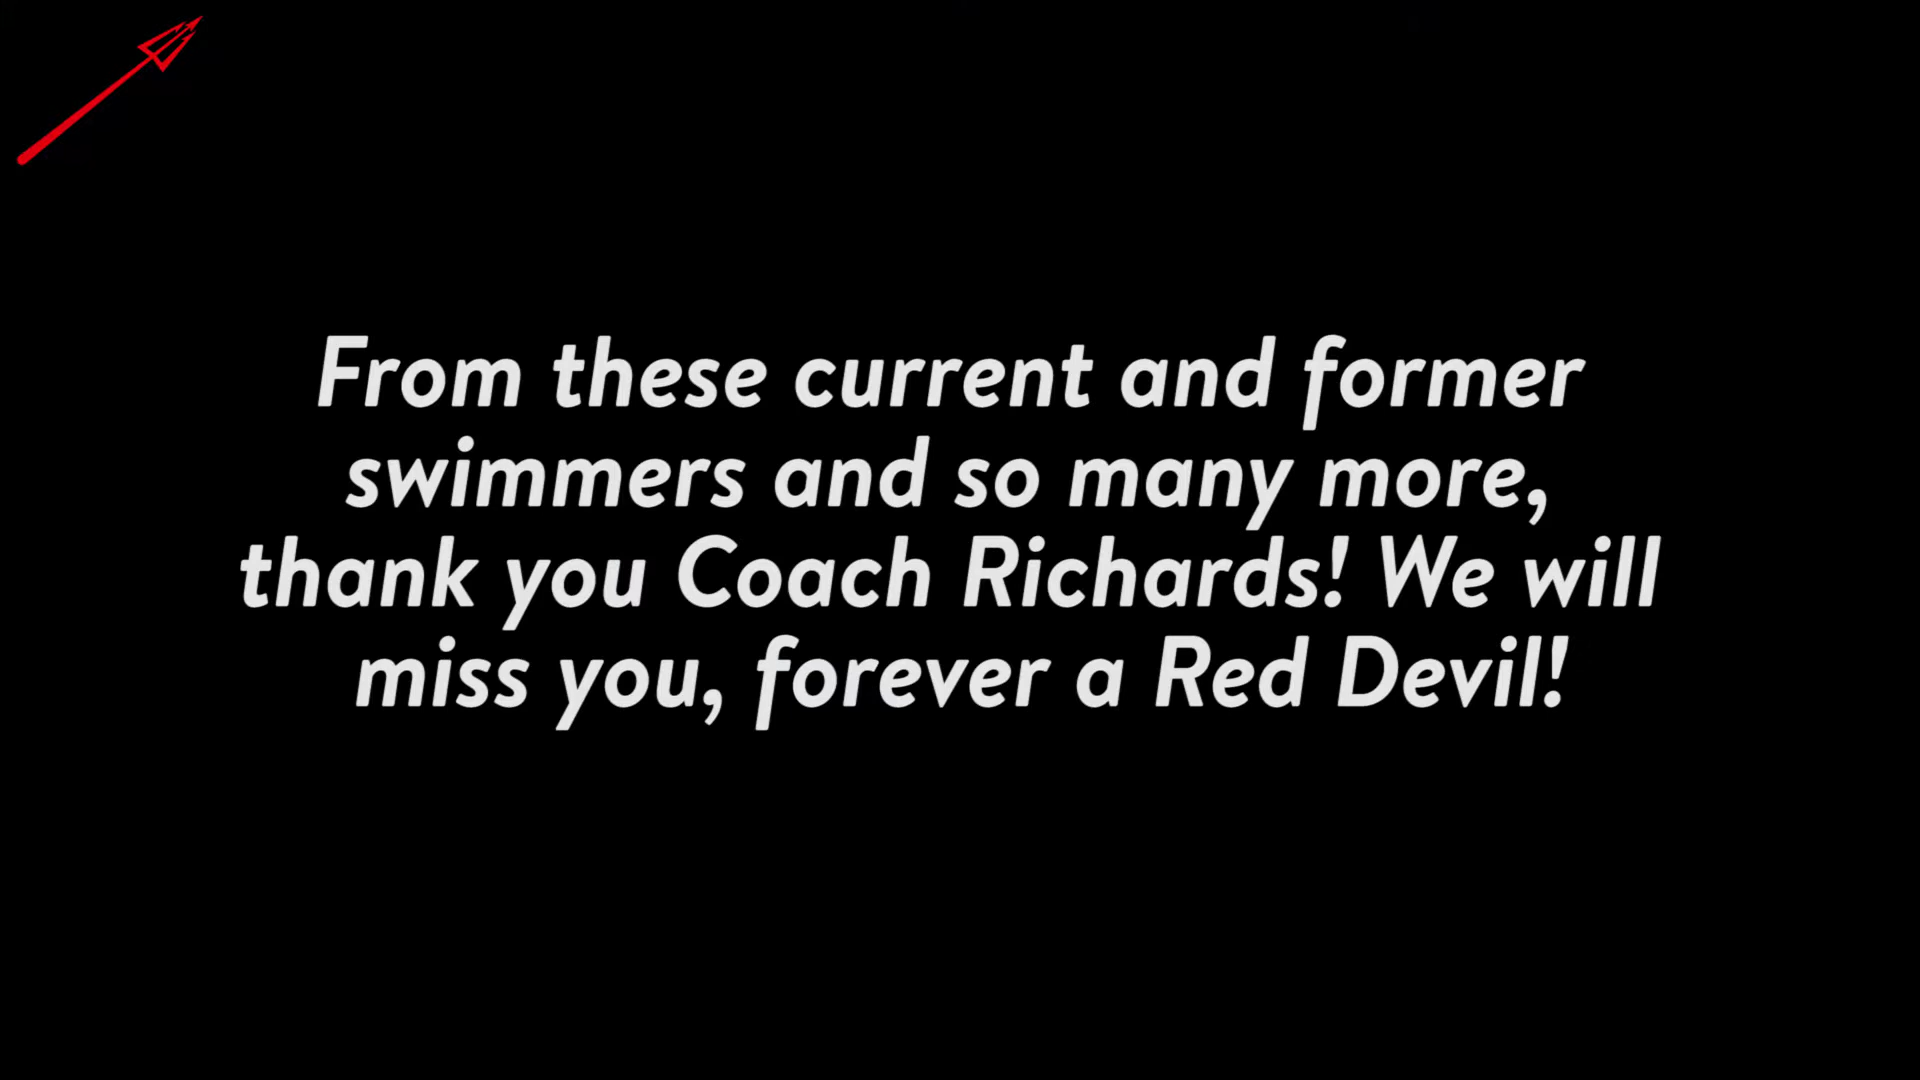 From these current and former
swimmers and so many more,
thank you Coach Richards! We will
miss you, forever a Red Devil!